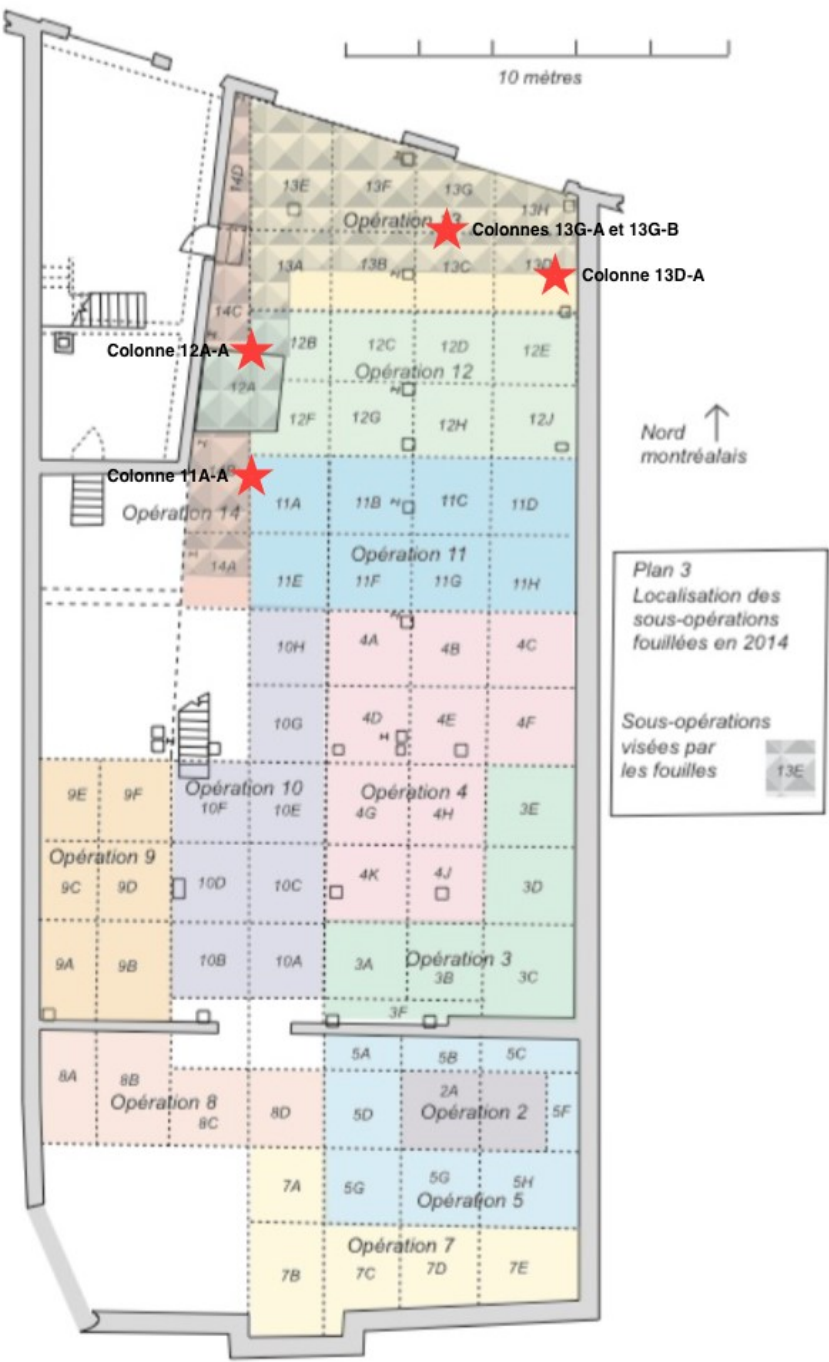 10 mètres
14D
13E
13F
13G
13H
Opération 13
Colonnes 13G-A et 13G-B
13A
13B
13C
13D
Colonne 13D-A
14C
12B
12C
12D
12E
Colonne 12A-A
Opération 12
12A
12F
12G
12H
12J
Nord
montréalais
14B
Colonne 11A-A
11A
11B
11C
11D
Opération 14
Opération 11
14A
11E
11F
11G
11H
Plan 3
Localisation des
sous-opérations
fouillées en 2014
Sous-opérations
visées par
les fouilles
13E
10H
4A
4B
4C
10G
4D
4E
4F
9E
9F
Opération 10
10F
10E
Opération 4
4G
4H
3E
Opération 9
9C
9D
10D
10C
4K
4J
3D
9A
9B
10B
10A
3A
Opération 3
3B
3C
3F
5A
5B
5C
8A
8B
Opération 8
8C
8D
5D
2A
Opération 2
5F
7A
5G
5G
5H
Opération 5
Opération 7
7B
7C
7D
7E